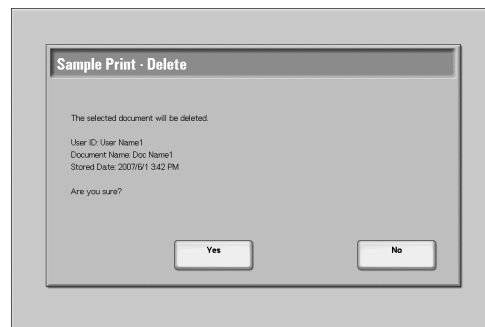 Sample Print - Delete
The selected document will be deleted.
User ID: User Name1
Document Name: Doc Name1
Stored Date: 2007/6/1 3:42 PM
Are you sure?
Yes
No